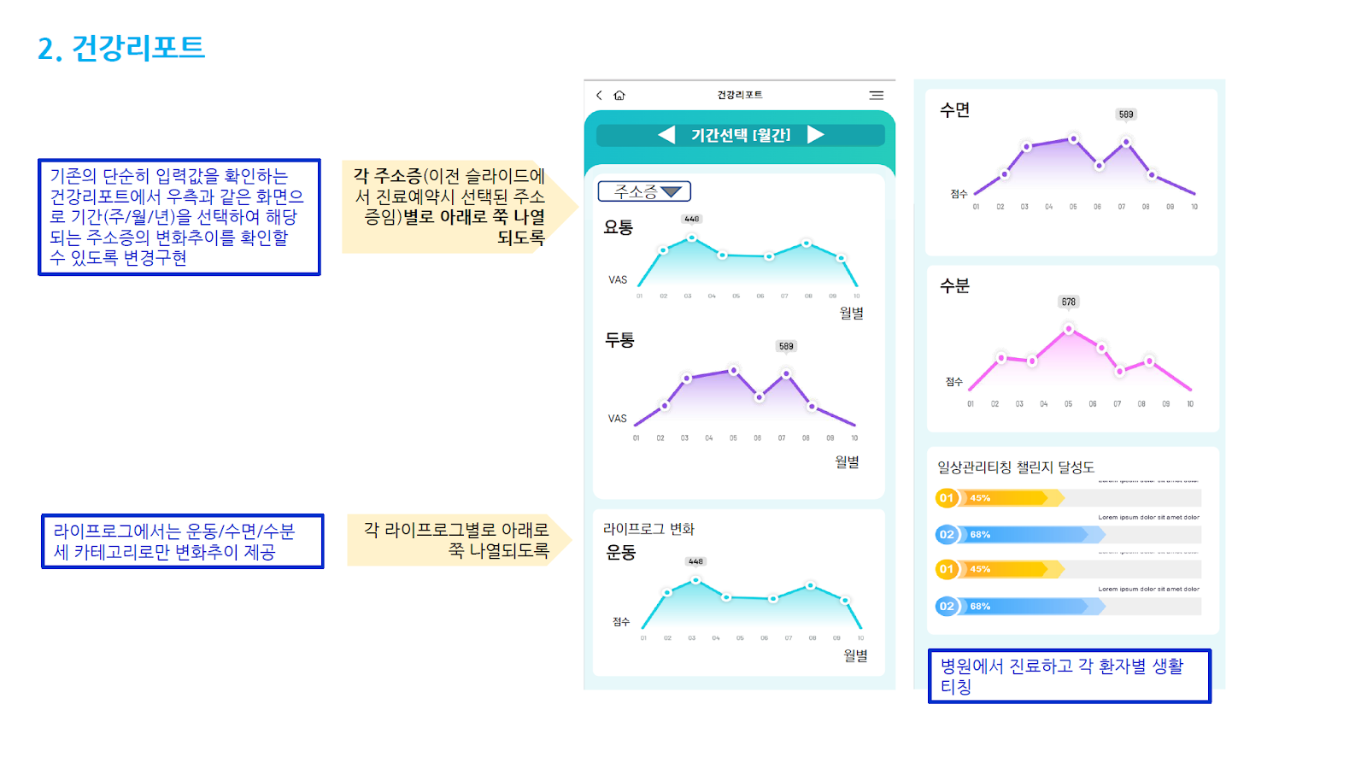 2. 건강리포트
기존의 단순히 입력값을 확인하는
건강리포트에서 우측과 같은 화면으
로 기간(주/월/년)을 선택하여 해당
되는 주소증의 변화추이를 확인할
수 있도록 변경구현
각 주소증(이전 슬라이드에
서 진료예약시 선택된 주소
증임)별로 아래로 쭉 나열
되도록
라이프로그에서는 운동/수면/수분
세 카테고리로만 변화추이 제공
각 라이프로그별로 아래로
쭉 나열되도록
건강리포트
기간선택 [월간]
주소증
요통
448
VAS
01 02 03 04 05 06 07 08 09 10
월별
두통
589
VAS
01 02 03 04 05 06 07 08 09 10
월별
라이프로그 변화
운동
448
점수
01 02 03 04 05 06 07 08 09 10
월별
수면
589
점수
01 02 03 04 05 06 07 08 09 10
수분
678
점수
01 02 03 04 05 06 07 08 09 10
일상관리티칭 챌린지 달성도
01 45%
Lorem ipsum dolor sit amet dolor
02 68%
01 45%
Lorem ipsum dolor sit amet dolor
02 68%
병원에서 진료하고 각 환자별 생활
티칭